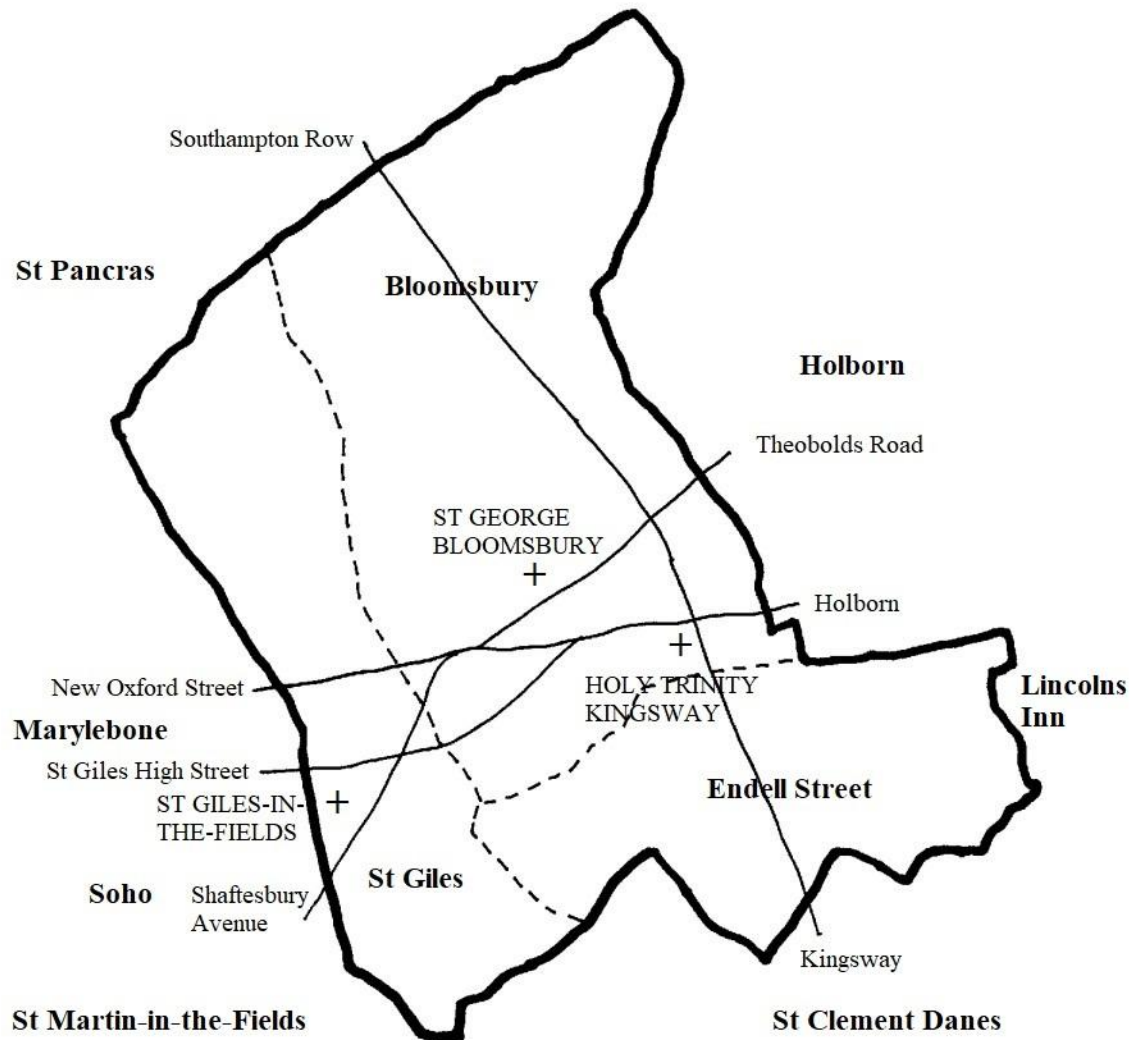 Southampton Row
St Pancras
Bloomsbury
Holborn
Theobolds Road
ST GEORGE
BLOOMSBURY
Holborn
New Oxford Street
HOLY TRINITY
KINGSWAY
Lincolns
Inn
Marylebone
St Giles High Street
ST GILES-IN-
THE-FIELDS
Endell Street
St Giles
Soho
Shaftesbury
Avenue
Kingsway
St Martin-in-the-Fields
St Clement Danes